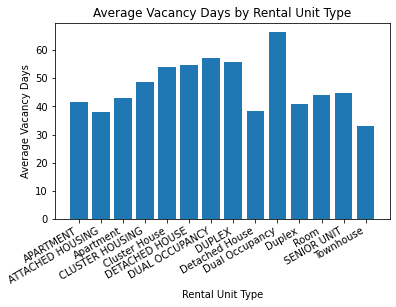 Average Vacancy Days by Rental Unit Type
Average Vacancy Days
60
50
40
30
20
10
0
APARTMENT
ATTACHED HOUSING
Apartment
CLUSTER HOUSING
Cluster House
DETACHED HOUSE
DUAL OCCUPANCY
DUPLEX
Detached House
Dual Occupancy
Duplex
Room
SENIOR UNIT
Townhouse
Rental Unit Type